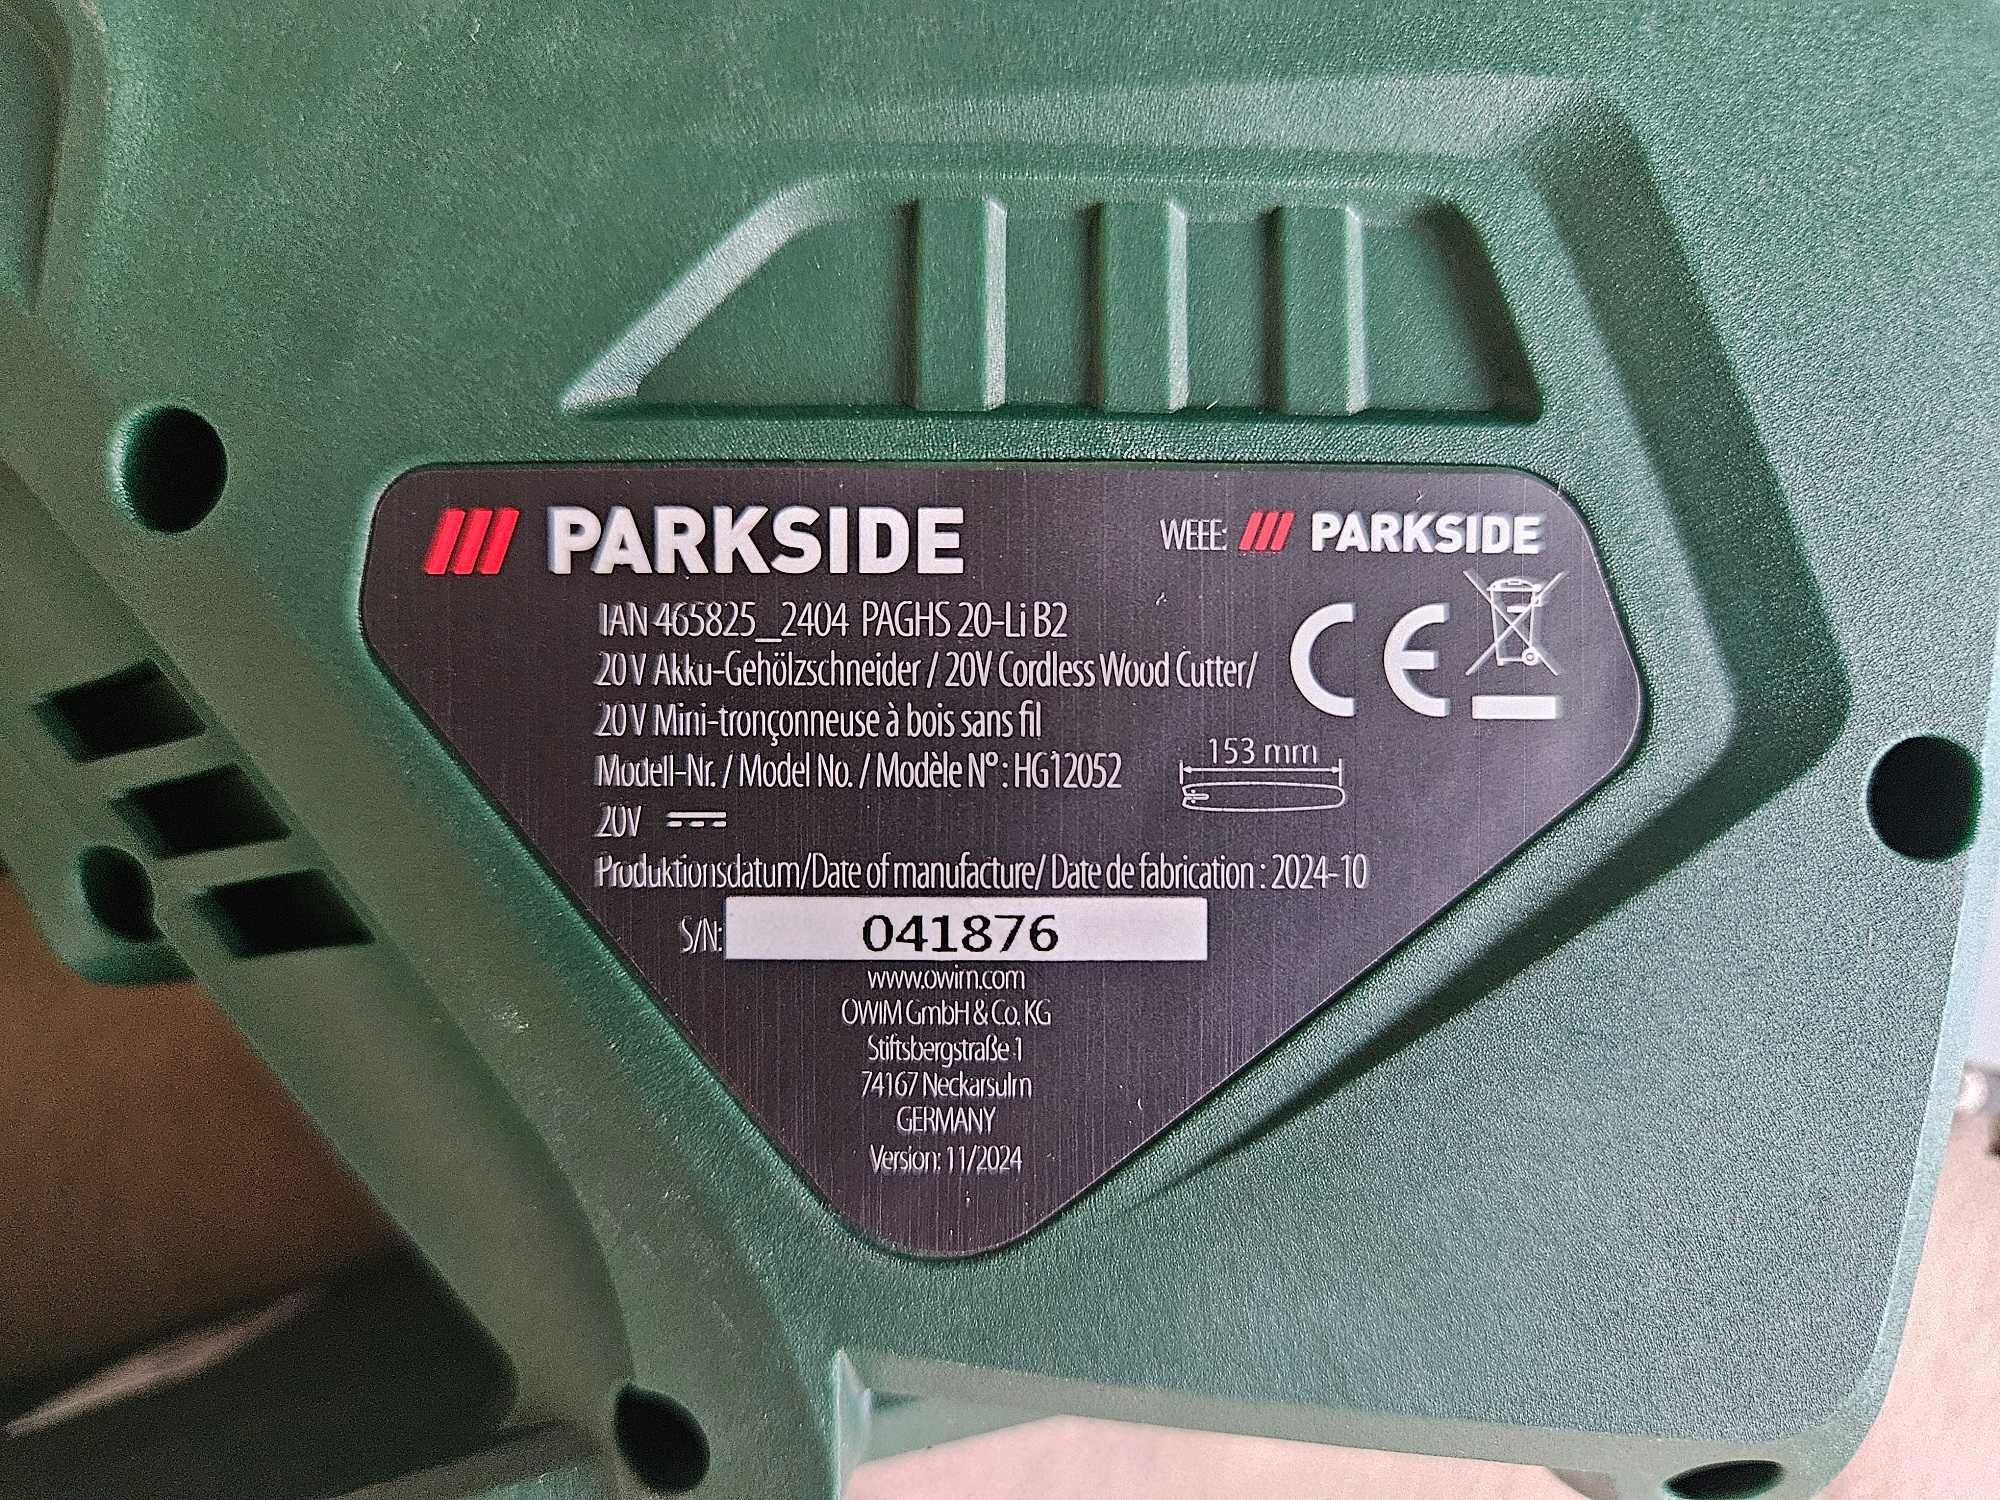 PARKSIDE
WEEE: PARKSIDE
IAN 465825_2404 PAGHS 20-Li B2
20 V Akku-Gehölzschneider / 20V Cordless Wood Cutter/
20 V Mini-tronçonneuse à bois sans fil
CE
153 mm
Modell-Nr. / Model No. / Modèle N° : HG12052
20V
Produktionsdatum/Date of manufacture/ Date de fabrication : 2024-10
S/N: 041876
www.owim.com
OWIM GmbH & Co. KG
Stiftsbergstraße 1
74167 Neckarsulm
GERMANY
Version: 11/2024